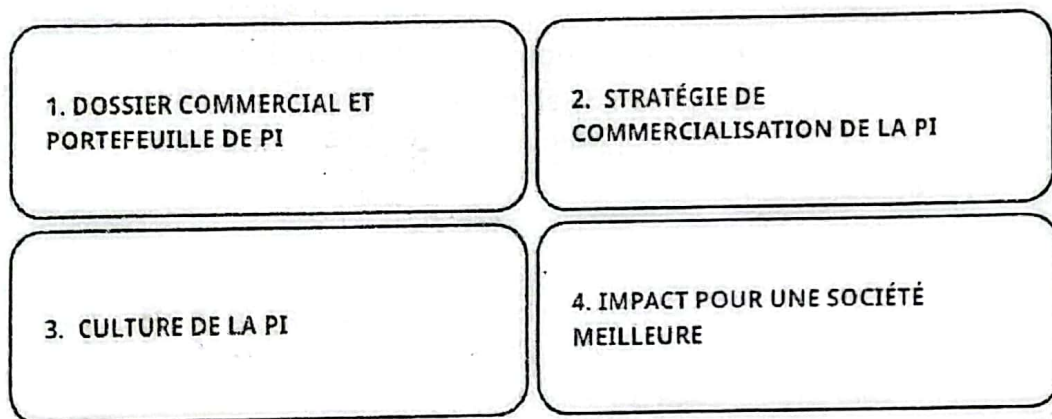 1. DOSSIER COMMERCIAL ET
PORTEFEUILLE DE PI
2. STRATÉGIE DE
COMMERCIALISATION DE LA PI
3. CULTURE DE LA PI
4. IMPACT POUR UNE SOCIÉTÉ
MEILLEURE